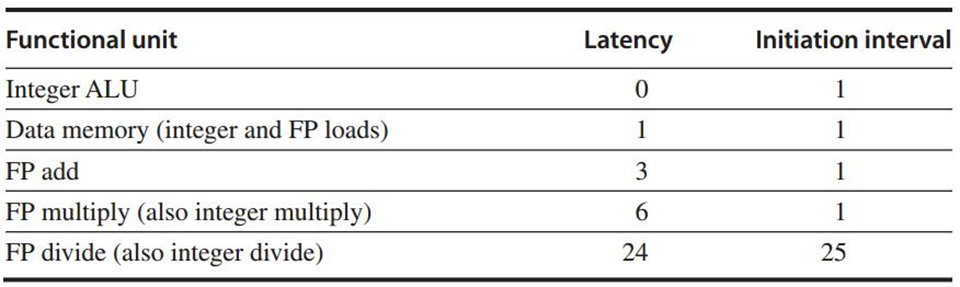 Functional unit Latency Initiation interval
Integer ALU 0 1
Data memory (integer and FP loads) 1 1
FP add 3 1
FP multiply (also integer multiply) 6 1
FP divide (also integer divide) 24 25